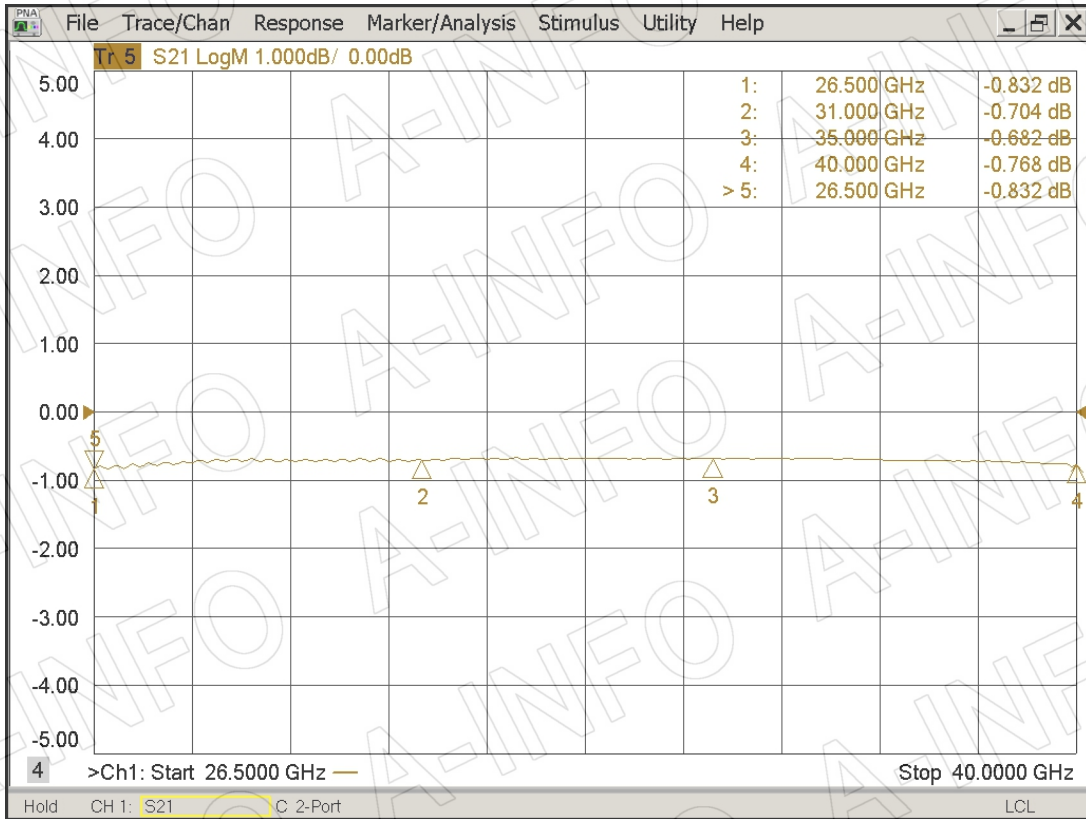 PNA
File Trace/Chan Response Marker/Analysis Stimulus Utility Help
Tr 5 S21 LogM 1.000dB/ 0.00dB
1: 26.500 GHz -0.832 dB
2: 31.000 GHz -0.704 dB
3: 35.000 GHz -0.682 dB
4: 40.000 GHz -0.768 dB
> 5: 26.500 GHz -0.832 dB
5.00
4.00
3.00
2.00
1.00
0.00
-1.00
-2.00
-3.00
-4.00
-5.00
5
1
2
3
4
4 >Ch1: Start 26.5000 GHz Stop 40.0000 GHz
Hold CH 1: S21 C 2-Port LCL
A-INFO